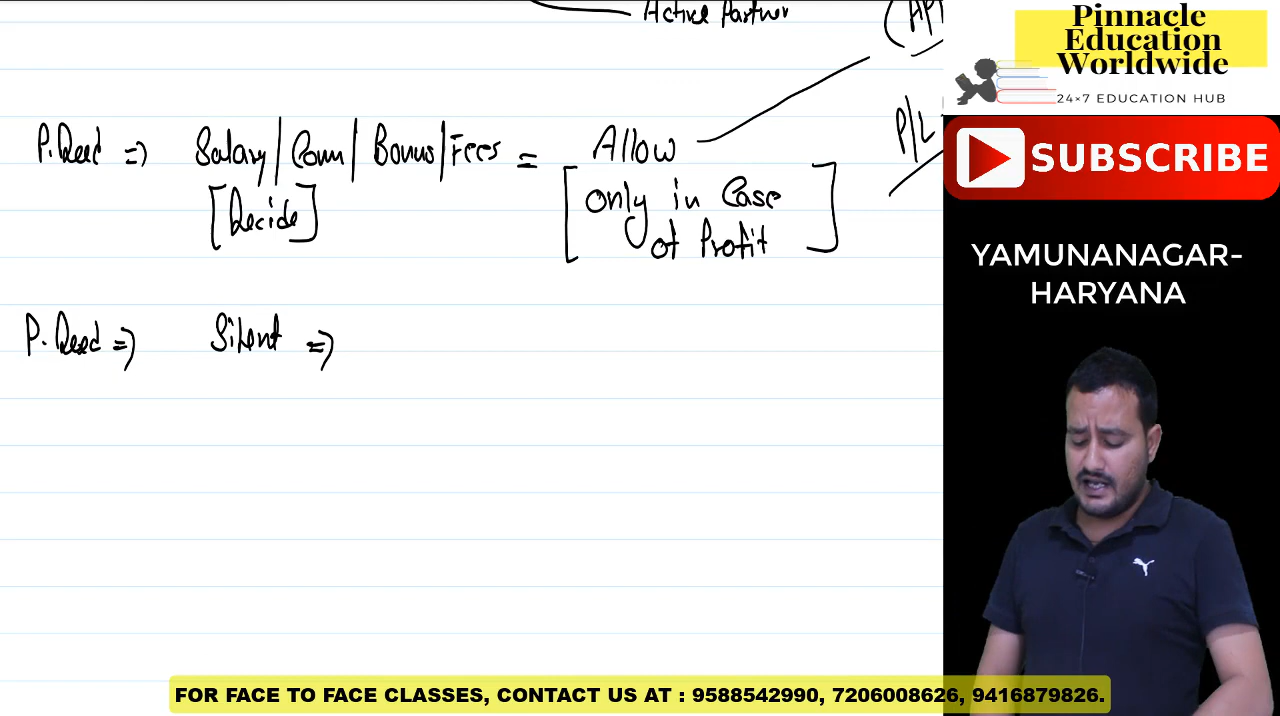 Active Partner
P. Deed => Salary / Comm / Bonus / Fees = Allow
[Decide]
[only in Case
of Profit]
P/L
P. Deed => Silent =>
Pinnacle
Education
Worldwide
24×7 EDUCATION HUB
SUBSCRIBE
YAMUNANAGAR-
HARYANA
FOR FACE TO FACE CLASSES, CONTACT US AT : 9588542990, 7206008626, 9416879826.